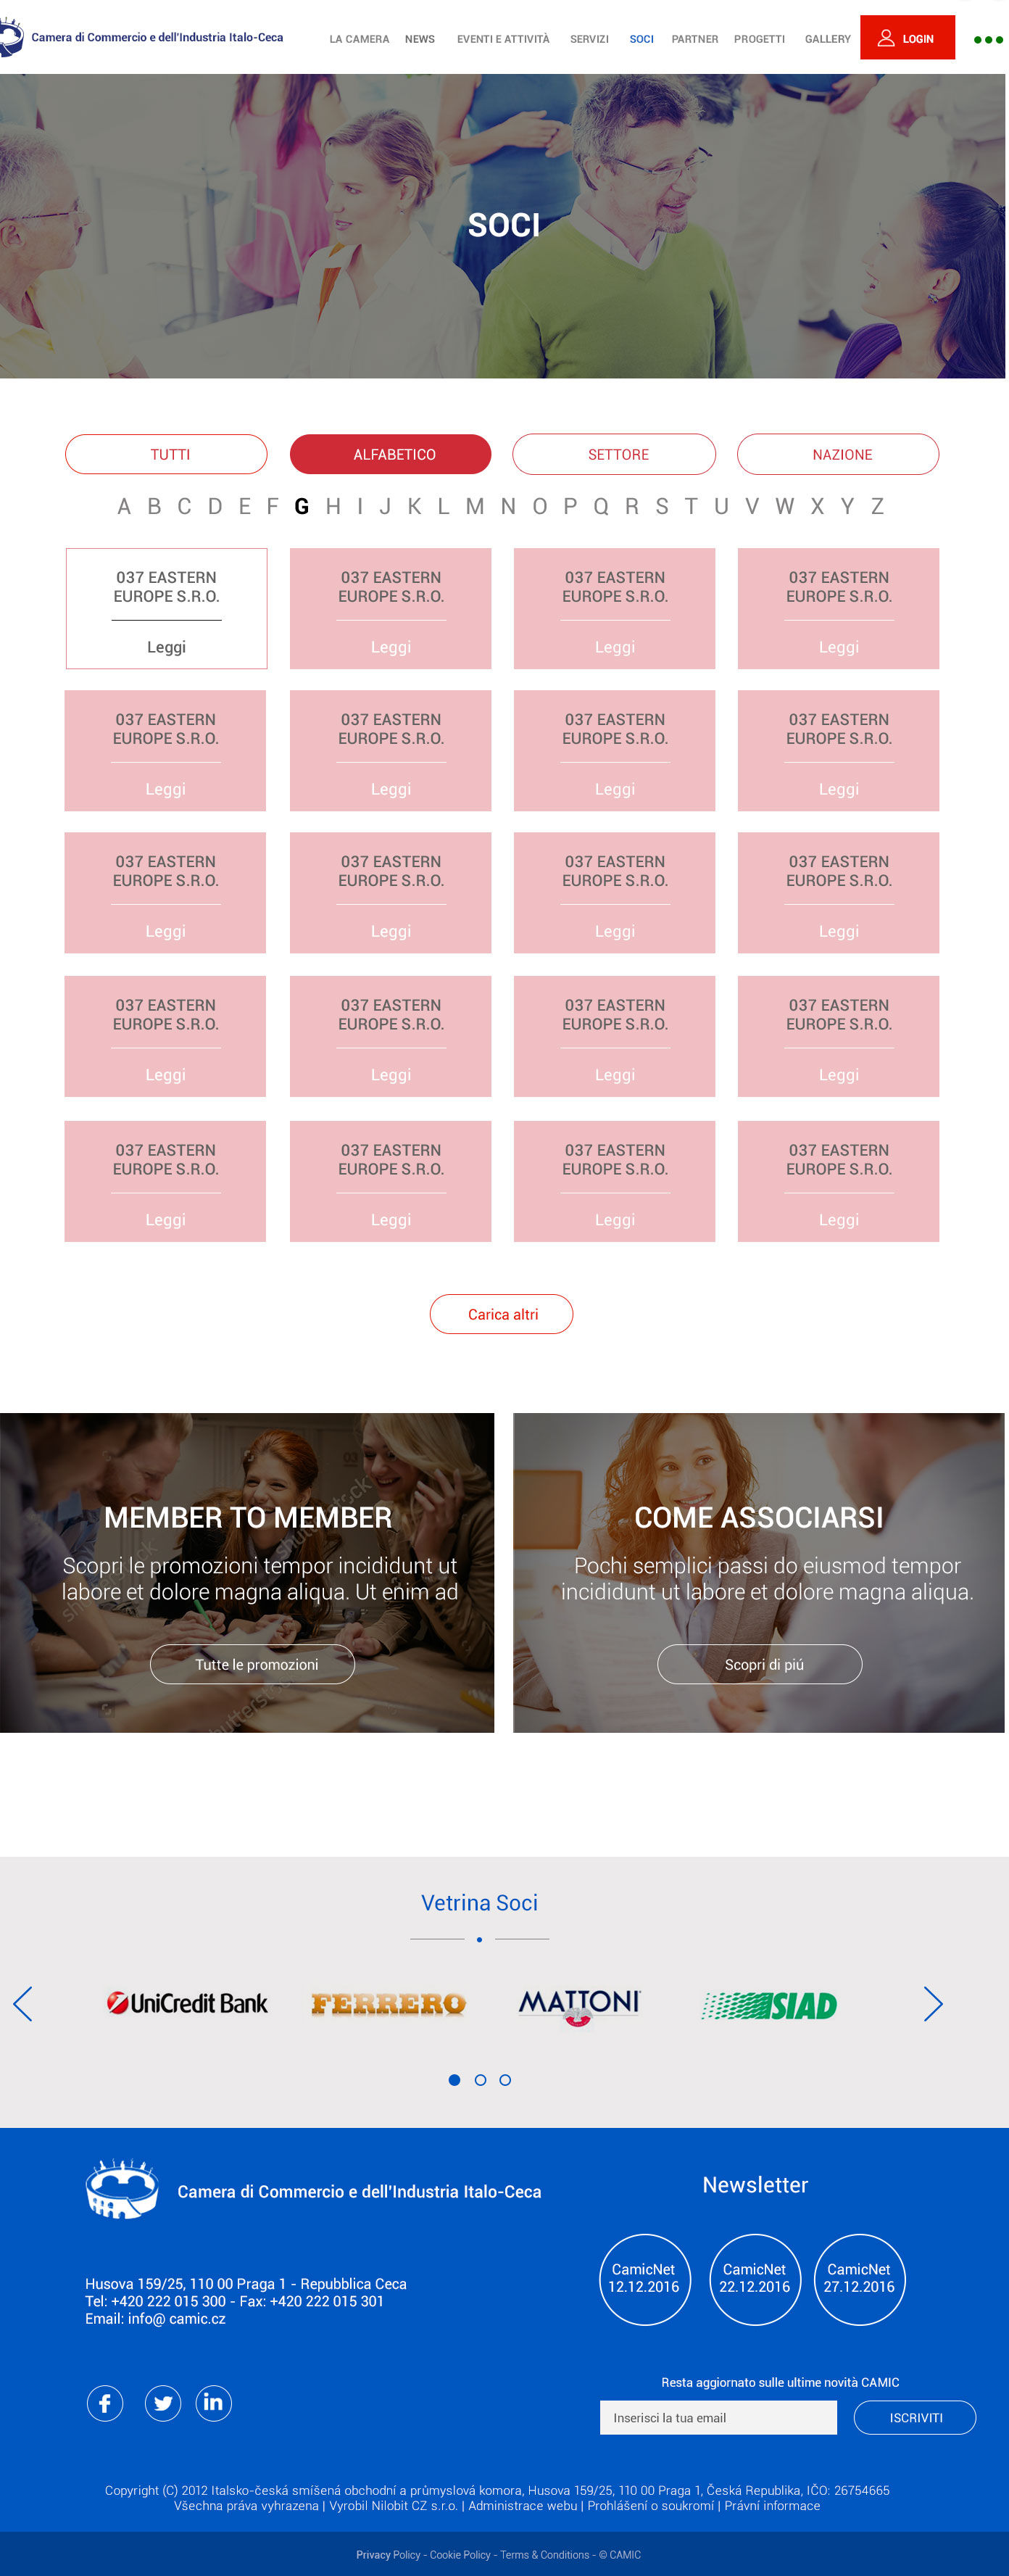 Camera di Commercio e dell'Industria Italo-Ceca
LA CAMERA NEWS EVENTI E ATTIVITÀ SERVIZI SOCI PARTNER PROGETTI GALLERY LOGIN
SOCI
TUTTI ALFABETICO SETTORE NAZIONE
A B C D E F G H I J K L M N O P Q R S T U V W X Y Z
037 EASTERN 037 EASTERN 037 EASTERN 037 EASTERN
EUROPE S.R.O. EUROPE S.R.O. EUROPE S.R.O. EUROPE S.R.O.
Leggi Leggi Leggi Leggi
037 EASTERN 037 EASTERN 037 EASTERN 037 EASTERN
EUROPE S.R.O. EUROPE S.R.O. EUROPE S.R.O. EUROPE S.R.O.
Leggi Leggi Leggi Leggi
037 EASTERN 037 EASTERN 037 EASTERN 037 EASTERN
EUROPE S.R.O. EUROPE S.R.O. EUROPE S.R.O. EUROPE S.R.O.
Leggi Leggi Leggi Leggi
037 EASTERN 037 EASTERN 037 EASTERN 037 EASTERN
EUROPE S.R.O. EUROPE S.R.O. EUROPE S.R.O. EUROPE S.R.O.
Leggi Leggi Leggi Leggi
037 EASTERN 037 EASTERN 037 EASTERN 037 EASTERN
EUROPE S.R.O. EUROPE S.R.O. EUROPE S.R.O. EUROPE S.R.O.
Leggi Leggi Leggi Leggi
Carica altri
MEMBER TO MEMBER
Scopri le promozioni tempor incididunt ut
labore et dolore magna aliqua. Ut enim ad
Tutte le promozioni
COME ASSOCIARSI
Pochi semplici passi do eiusmod tempor
incididunt ut labore et dolore magna aliqua.
Scopri di piú
Vetrina Soci
UniCredit Bank FERRERO MATTONI SIAD
Camera di Commercio e dell'Industria Italo-Ceca
Husova 159/25, 110 00 Praga 1 - Repubblica Ceca
Tel: +420 222 015 300 - Fax: +420 222 015 301
Email: info@ camic.cz
Newsletter
CamicNet CamicNet CamicNet
12.12.2016 22.12.2016 27.12.2016
Resta aggiornato sulle ultime novità CAMIC
Inserisci la tua email ISCRIVITI
Copyright (C) 2012 Italsko-česká smíšená obchodní a průmyslová komora, Husova 159/25, 110 00 Praga 1, Česká Republika, IČO: 26754665
Všechna práva vyhrazena | Vyrobil Nilobit CZ s.r.o. | Administrace webu | Prohlášení o soukromí | Právní informace
Privacy Policy - Cookie Policy - Terms & Conditions - © CAMIC